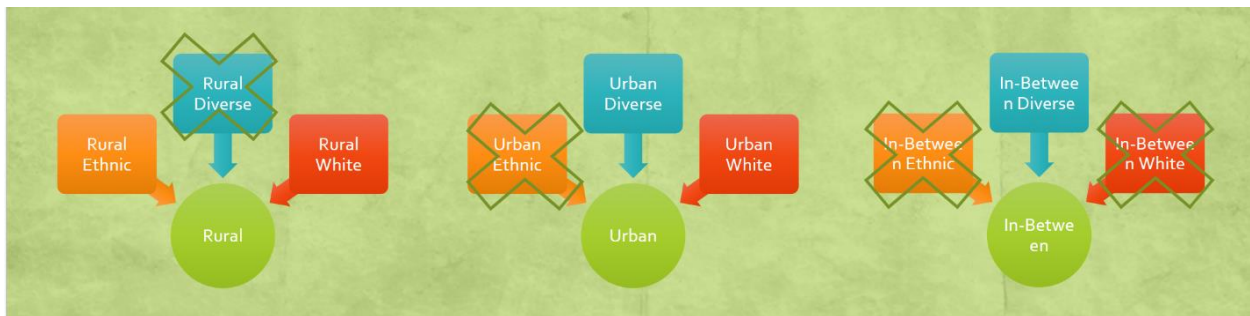 Rural
Diverse
Rural
Ethnic
Rural
White
Rural
Urban
Diverse
Urban
Ethnic
Urban
White
Urban
In-Betwee
n Diverse
In-Betwee
n Ethnic
In-Betwee
n White
In-Betwe
en